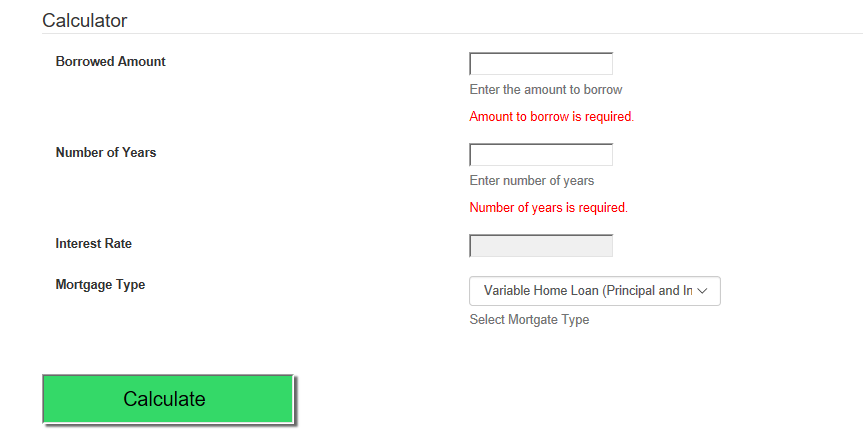 Calculator
Borrowed Amount
Enter the amount to borrow
Amount to borrow is required.
Number of Years
Enter number of years
Number of years is required.
Interest Rate
Mortgage Type
Variable Home Loan (Principal and In
Select Mortgate Type
Calculate